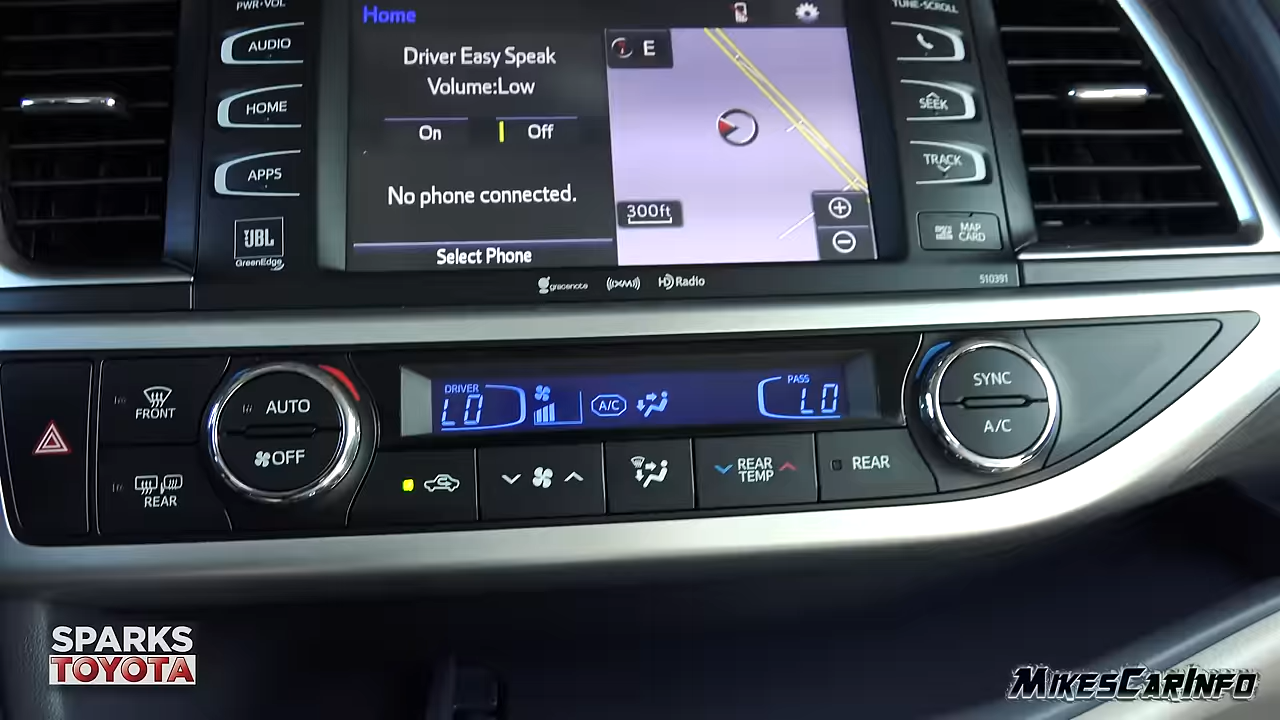 PWR•VOL
AUDIO
HOME
APPS
JBL
GreenEdge
Home
Driver Easy Speak
Volume:Low
On
Off
No phone connected.
Select Phone
E
300ft
TUNE•SCROLL
SEEK
TRACK
MAP
CARD
gracenote
((XM))
HD Radio
510391
FRONT
REAR
AUTO
OFF
DRIVER
LO
A/C
PASS
LO
REAR
TEMP
REAR
SYNC
A/C
SPARKS
TOYOTA
MIKESCARINFO